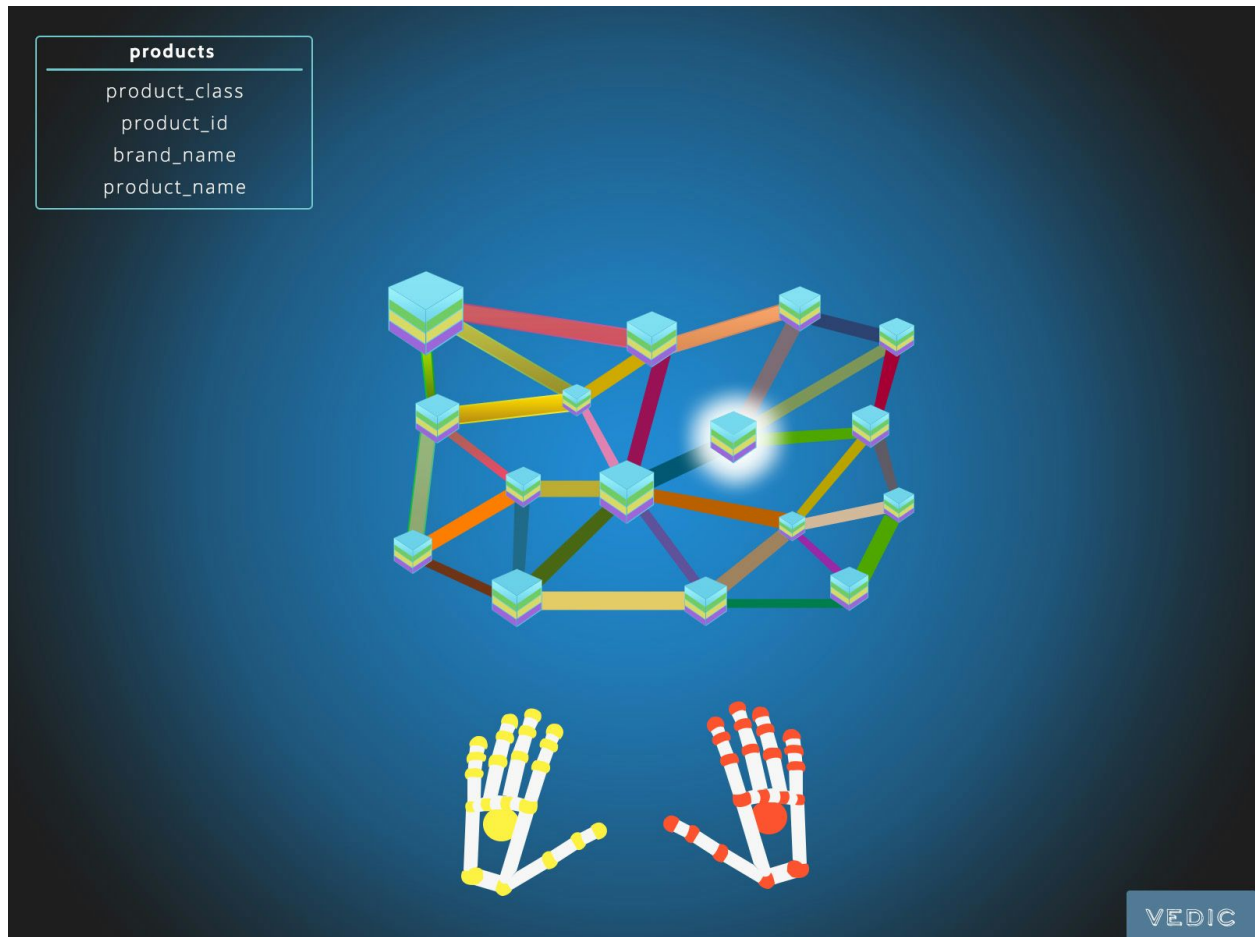 products
product_class
product_id
brand_name
product_name
VEDIC